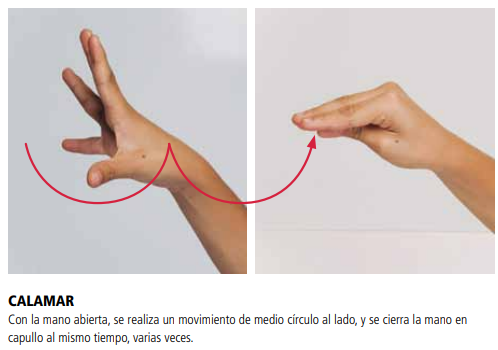 CALAMAR
Con la mano abierta, se realiza un movimiento de medio círculo al lado, y se cierra la mano en
capullo al mismo tiempo, varias veces.